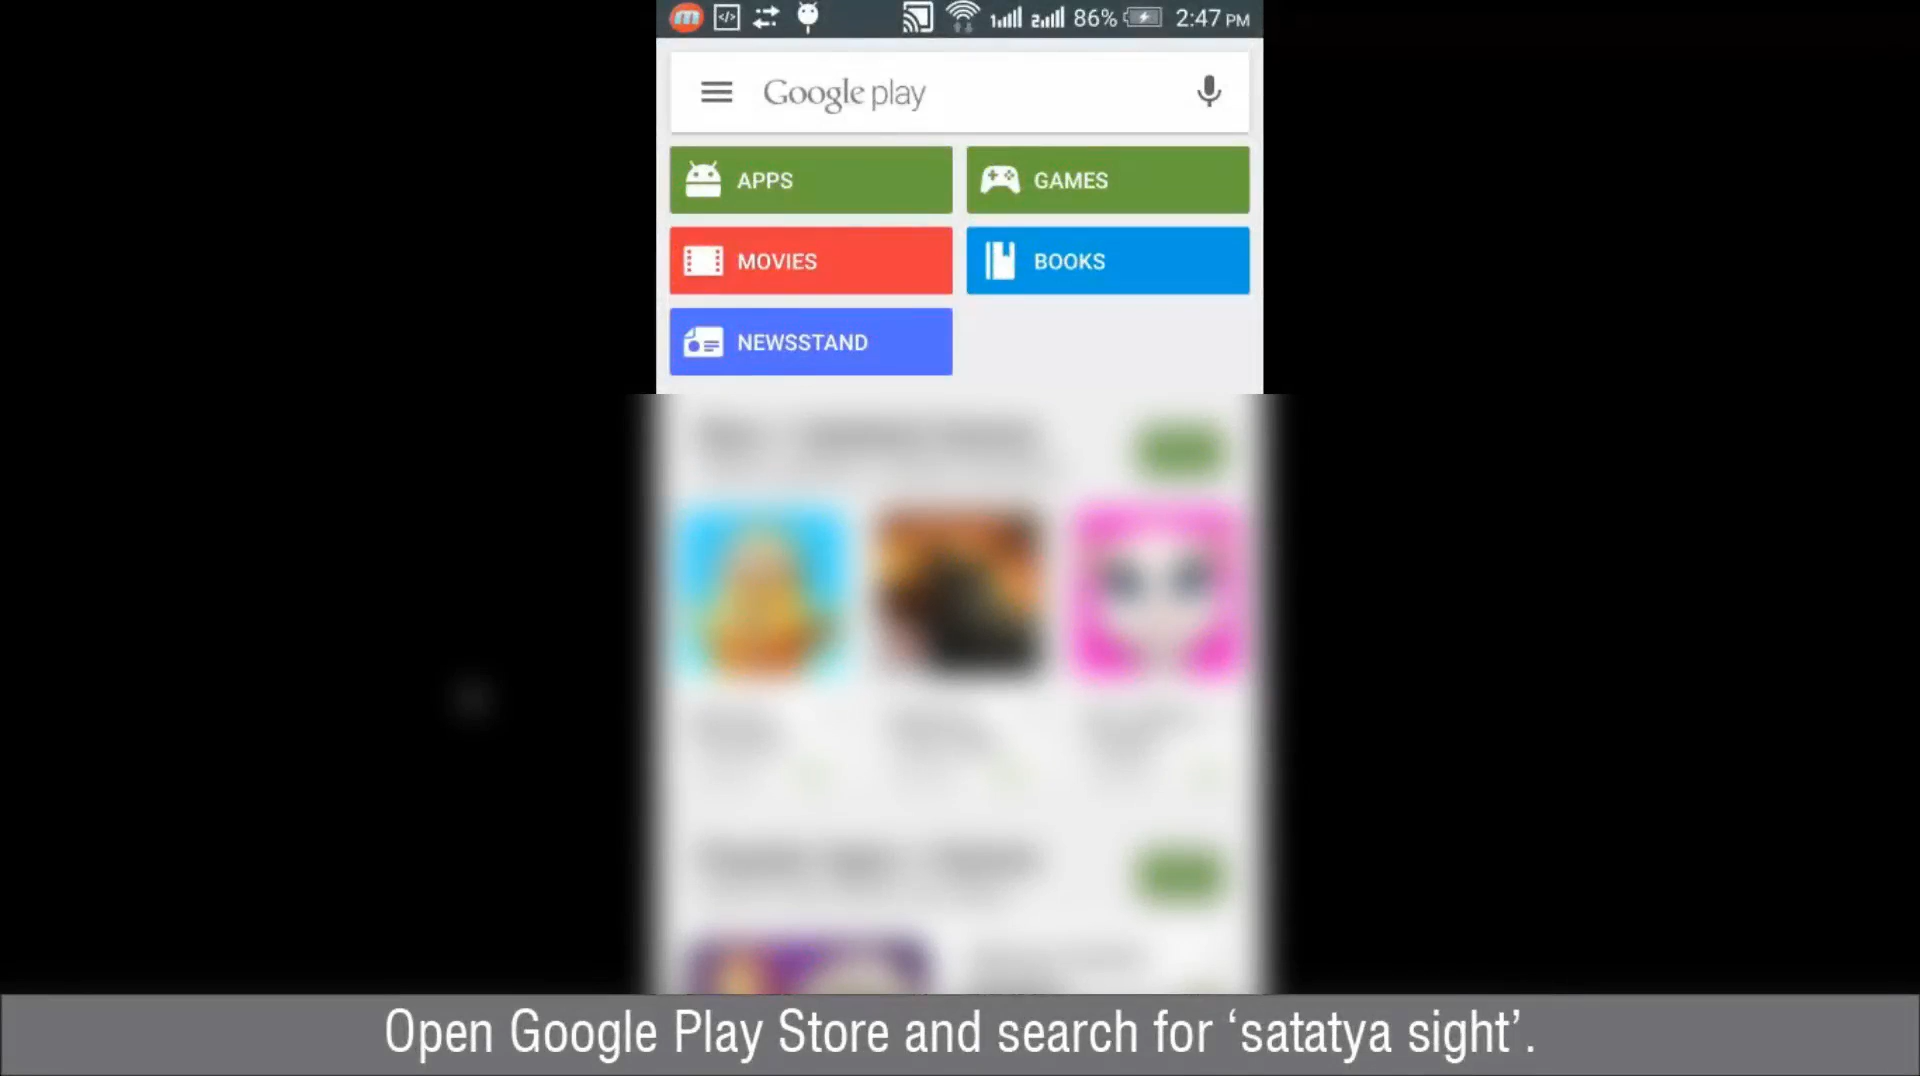 86% 2:47 PM
Google play
APPS
GAMES
MOVIES
BOOKS
NEWSSTAND
Open Google Play Store and search for ‘satatya sight’.